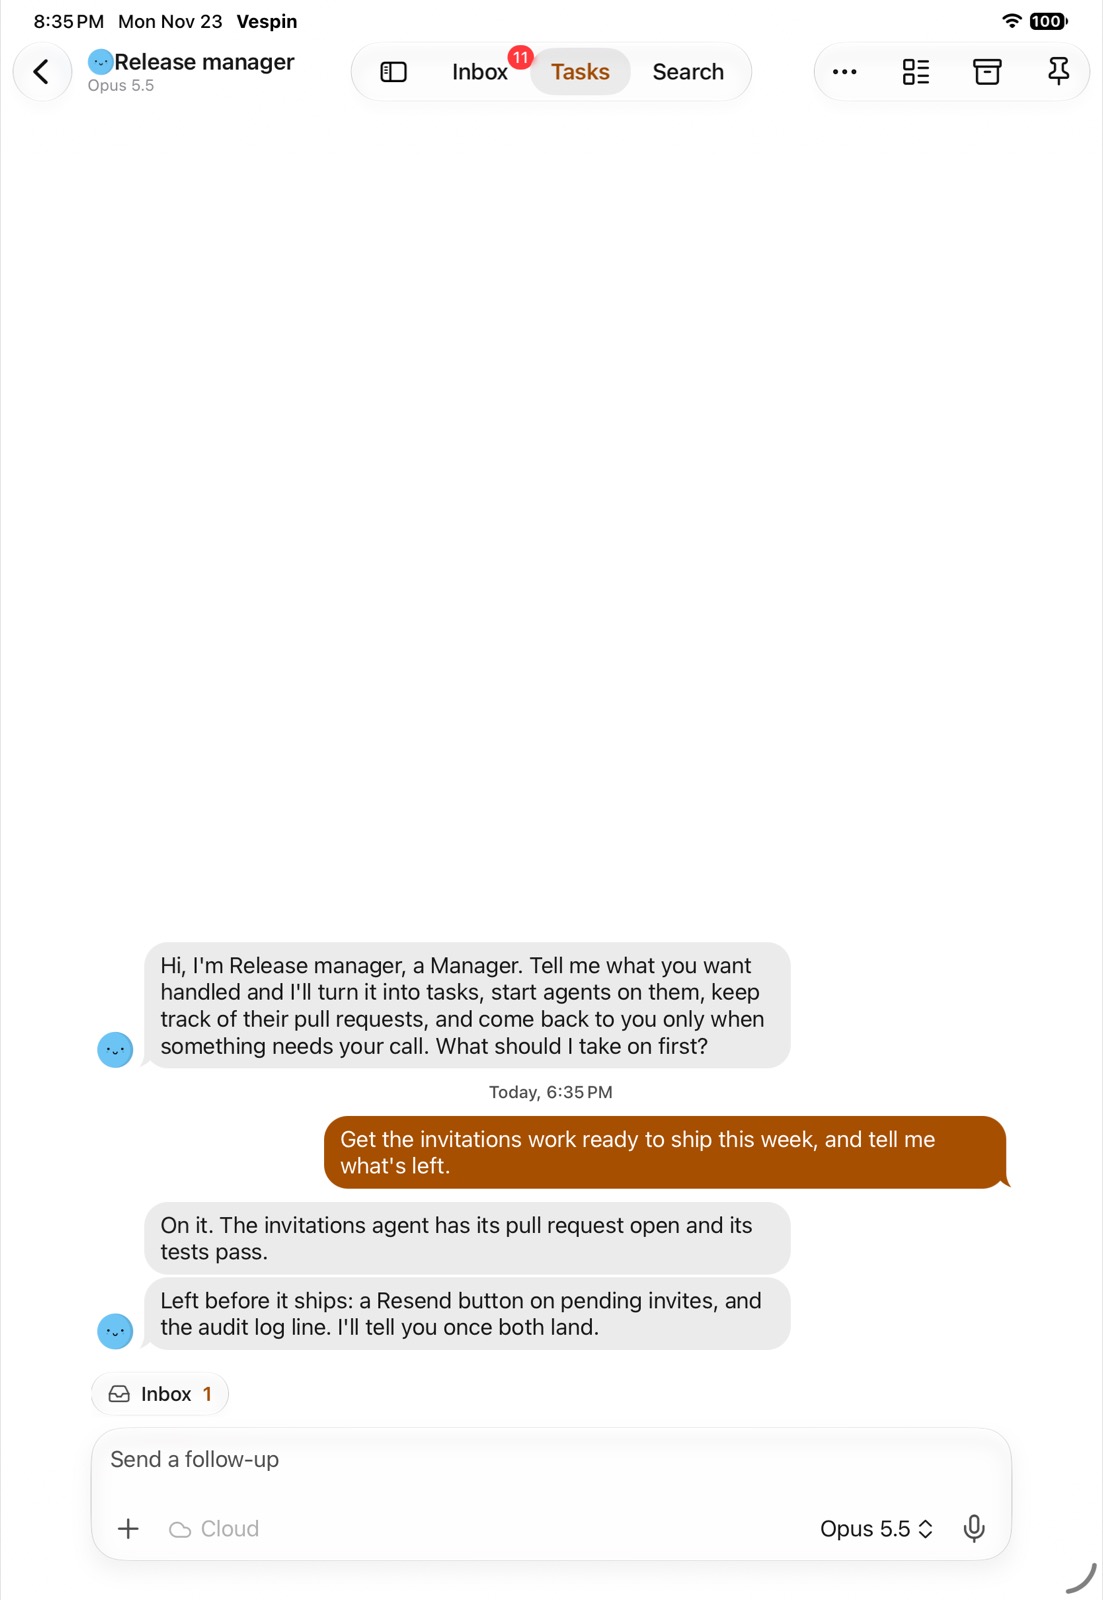 8:35 PM Mon Nov 23 Vespin
100
Release manager
Opus 5.5
Inbox 11 Tasks Search
Hi, I'm Release manager, a Manager. Tell me what you want
handled and I'll turn it into tasks, start agents on them, keep
track of their pull requests, and come back to you only when
something needs your call. What should I take on first?
Today, 6:35 PM
Get the invitations work ready to ship this week, and tell me
what's left.
On it. The invitations agent has its pull request open and its
tests pass.
Left before it ships: a Resend button on pending invites, and
the audit log line. I'll tell you once both land.
Inbox 1
Send a follow-up
Cloud Opus 5.5